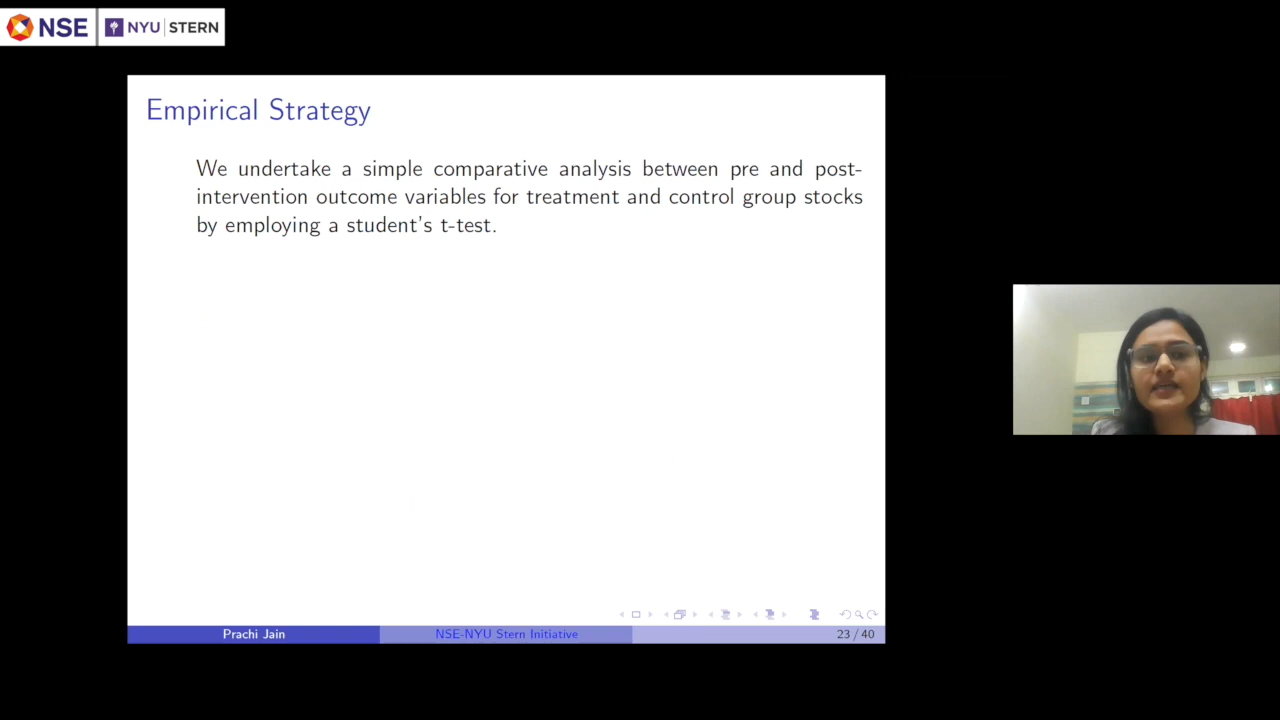 NSE NYU STERN
Empirical Strategy
We undertake a simple comparative analysis between pre and post-
intervention outcome variables for treatment and control group stocks
by employing a student's t-test.
Prachi Jain NSE-NYU Stern Initiative 23 / 40